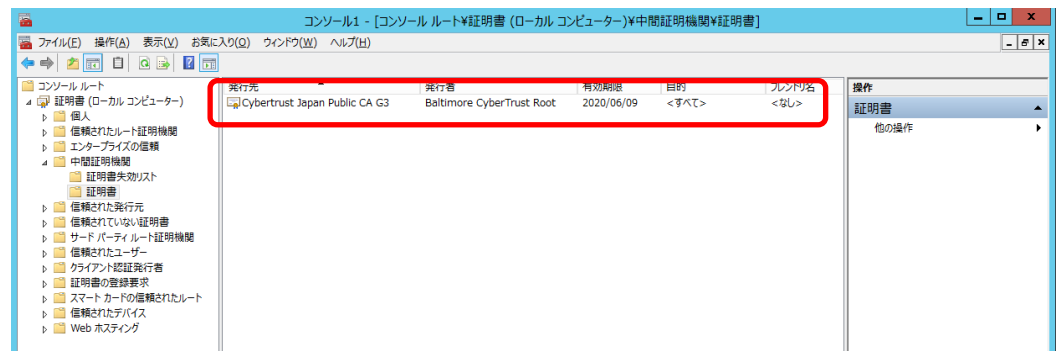 コンソール1 - [コンソール ルート¥証明書 (ローカル コンピューター)¥中間証明機関¥証明書]
ファイル(F) 操作(A) 表示(V) お気に入り(O) ウィンドウ(W) ヘルプ(H)
コンソール ルート
証明書 (ローカル コンピューター)
個人
信頼されたルート証明機関
エンタープライズの信頼
中間証明機関
証明書失効リスト
証明書
信頼された発行元
信頼されていない証明書
サード パーティ ルート証明機関
信頼されたユーザー
クライアント認証発行者
証明書の登録要求
スマート カードの信頼されたルート
信頼されたデバイス
Web ホスティング
発行先 発行者 有効期限 目的 フレンドリ名
Cybertrust Japan Public CA G3 Baltimore CyberTrust Root 2020/06/09 <すべて> <なし>
操作
証明書
他の操作